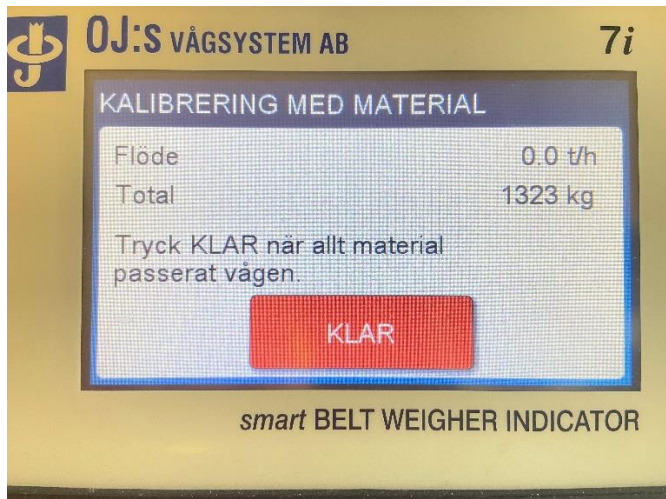 OJ:S VÅGSYSTEM AB 7i
KALIBRERING MED MATERIAL
Flöde 0.0 t/h
Total 1323 kg
Tryck KLAR när allt material
passerat vågen.
KLAR
smart BELT WEIGHER INDICATOR